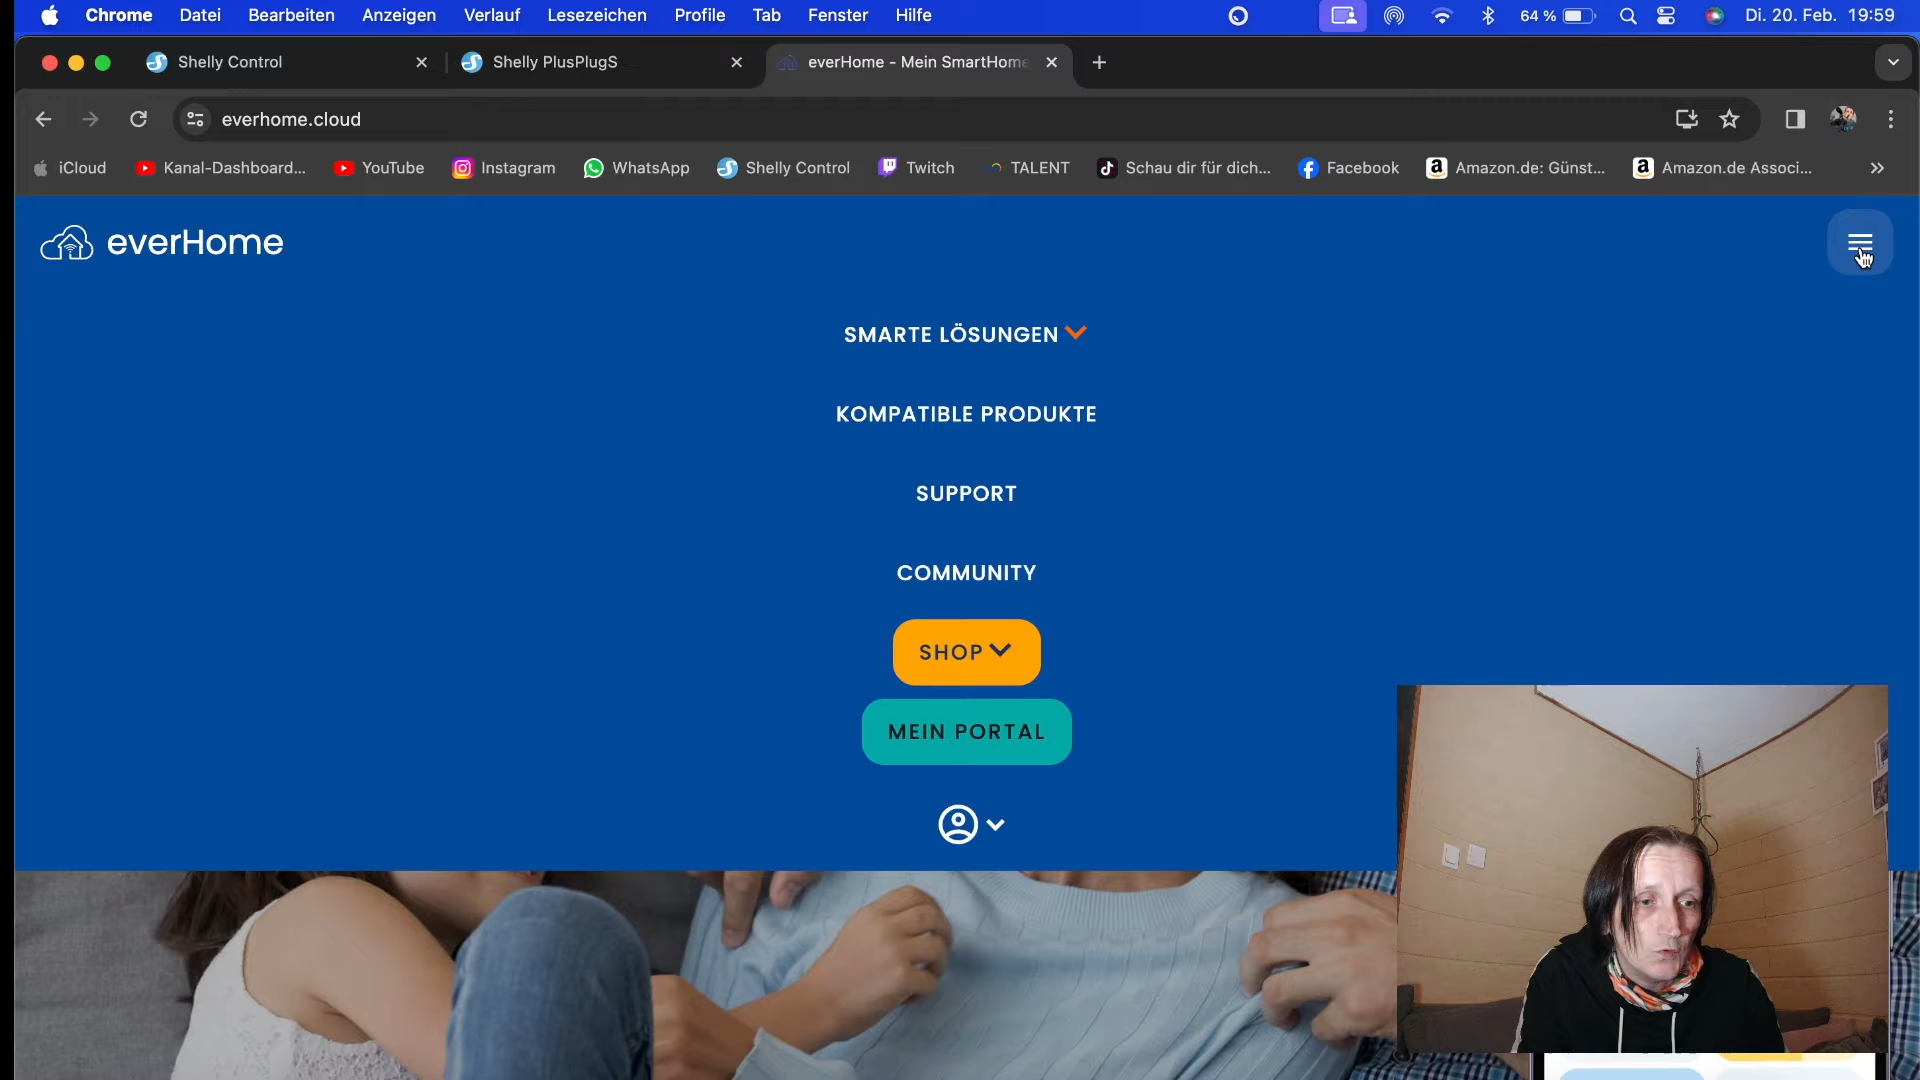 Chrome Datei Bearbeiten Anzeigen Verlauf Lesezeichen Profile Tab Fenster Hilfe 64 % Di. 20. Feb. 19:59
Shelly Control Shelly PlusPlugS everHome - Mein SmartHome
everhome.cloud
iCloud Kanal-Dashboard... YouTube Instagram WhatsApp Shelly Control Twitch TALENT Schau dir für dich... Facebook Amazon.de: Günst... Amazon.de Associ...
everHome
SMARTE LÖSUNGEN
KOMPATIBLE PRODUKTE
SUPPORT
COMMUNITY
SHOP
MEIN PORTAL